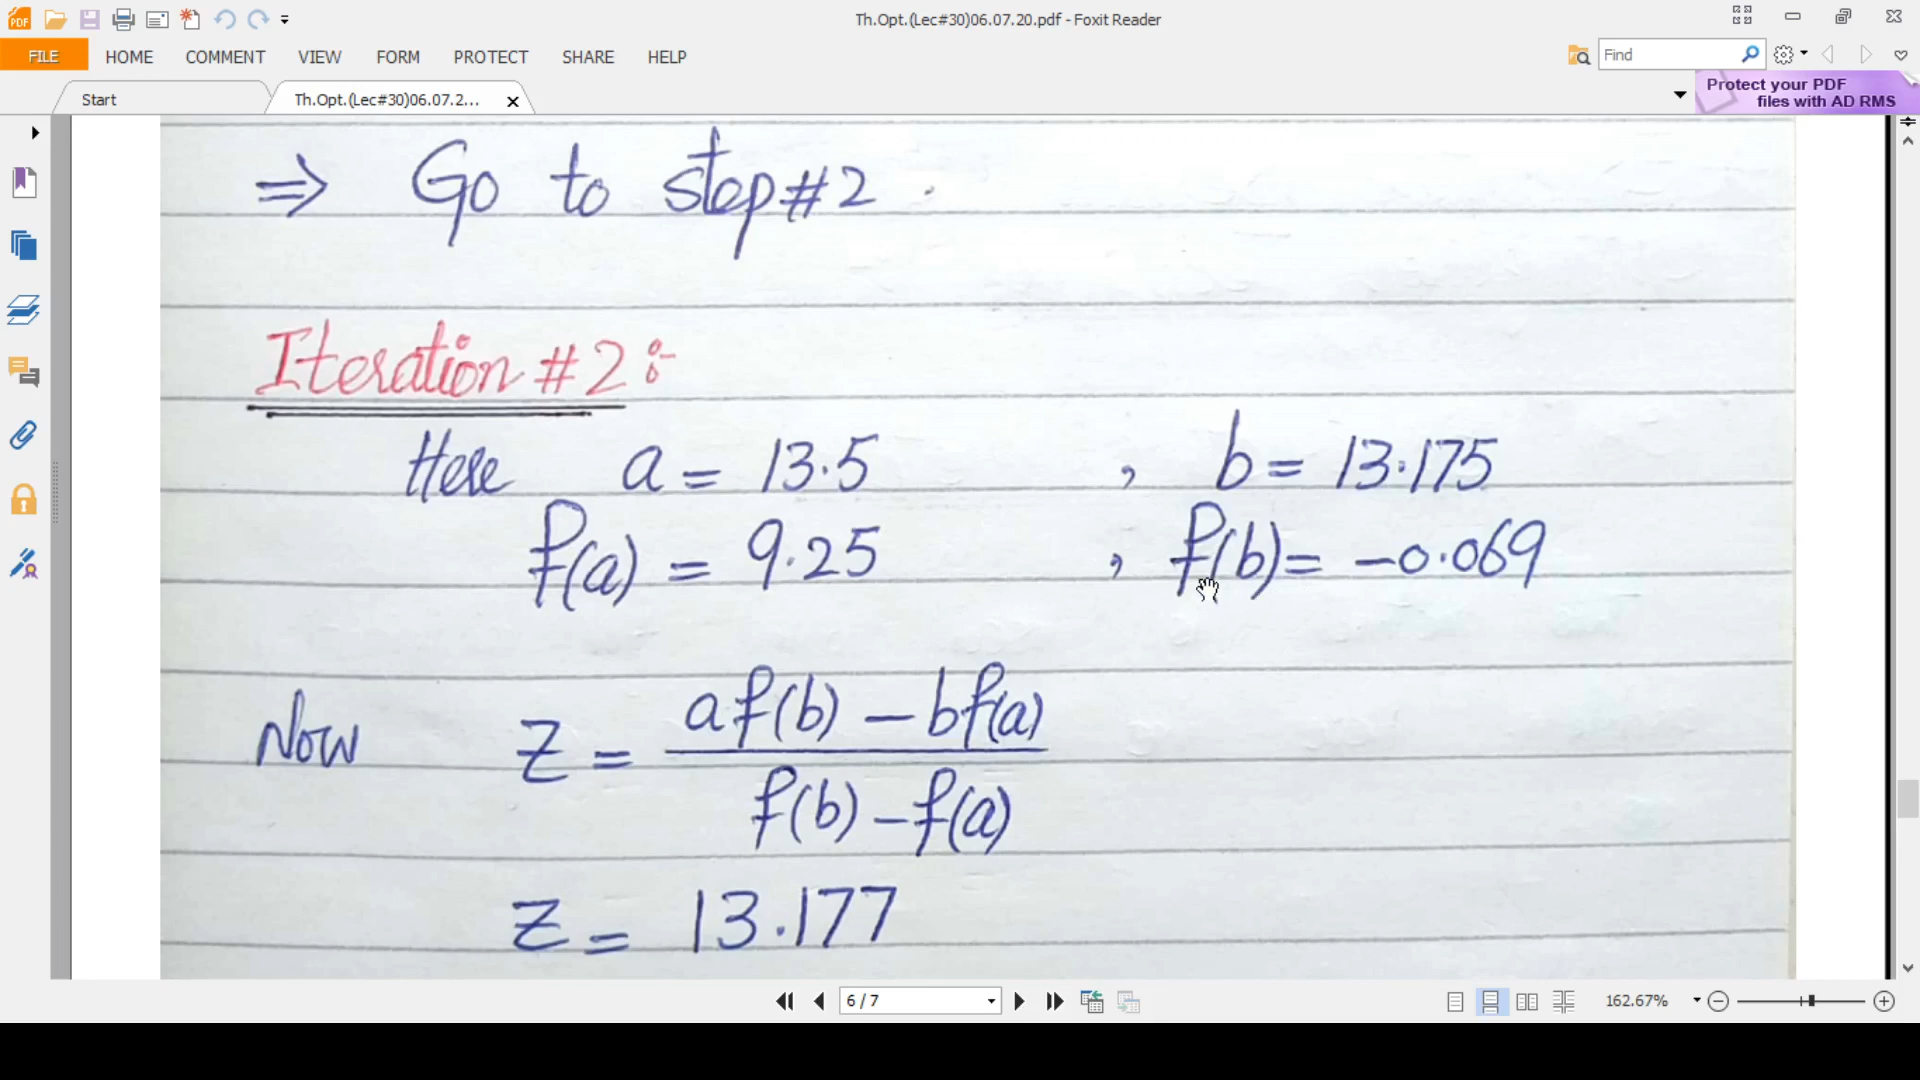 Th.Opt.(Lec#30)06.07.20.pdf - Foxit Reader
FILE HOME COMMENT VIEW FORM PROTECT SHARE HELP
Find
Start
Th.Opt.(Lec#30)06.07.2...
Protect your PDF
files with AD RMS
⇒ Go to step#2.
Iteration #2:-
Here a = 13.5 , b = 13.175
f(a) = 9.25 , f(b) = -0.069
Now z = af(b) - bf(a)
f(b) - f(a)
z = 13.177
6 / 7
162.67%